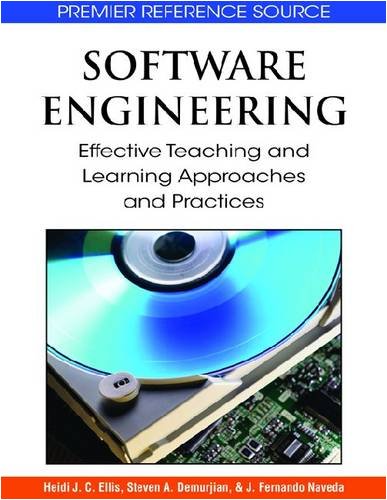 PREMIER REFERENCE SOURCE
SOFTWARE
ENGINEERING
Effective Teaching and
Learning Approaches
and Practices
Heidi J. C. Ellis, Steven A. Demurjian, & J. Fernando Naveda